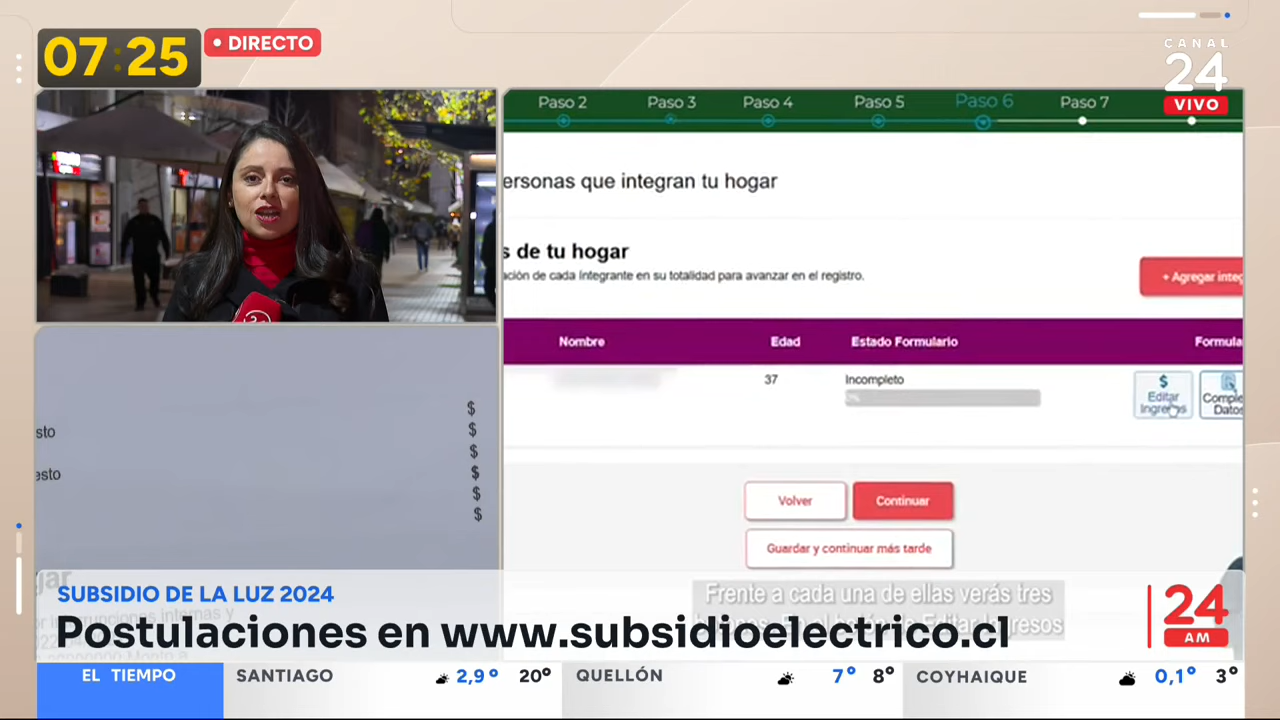 07:25
• DIRECTO
CANAL
24
VIVO
Paso 2
Paso 3
Paso 4
Paso 5
Paso 6
Paso 7
ersonas que integran tu hogar
s de tu hogar
ación de cada integrante en su totalidad para avanzar en el registro.
+ Agregar integ
Nombre
Edad
Estado Formulario
Formula
37
Incompleto
0%
$
Editar
Ingresos
Comple
Datos
Volver
Continuar
Guardar y continuar más tarde
$
sto
$
$
esto
$
$
$
gar
Frente a cada una de ellas verás tres
Editar Ingresos
SUBSIDIO DE LA LUZ 2024
Postulaciones en www.subsidioelectrico.cl
24
AM
EL TIEMPO
SANTIAGO
2,9°
20°
QUELLÓN
7°
8°
COYHAIQUE
0,1°
3°